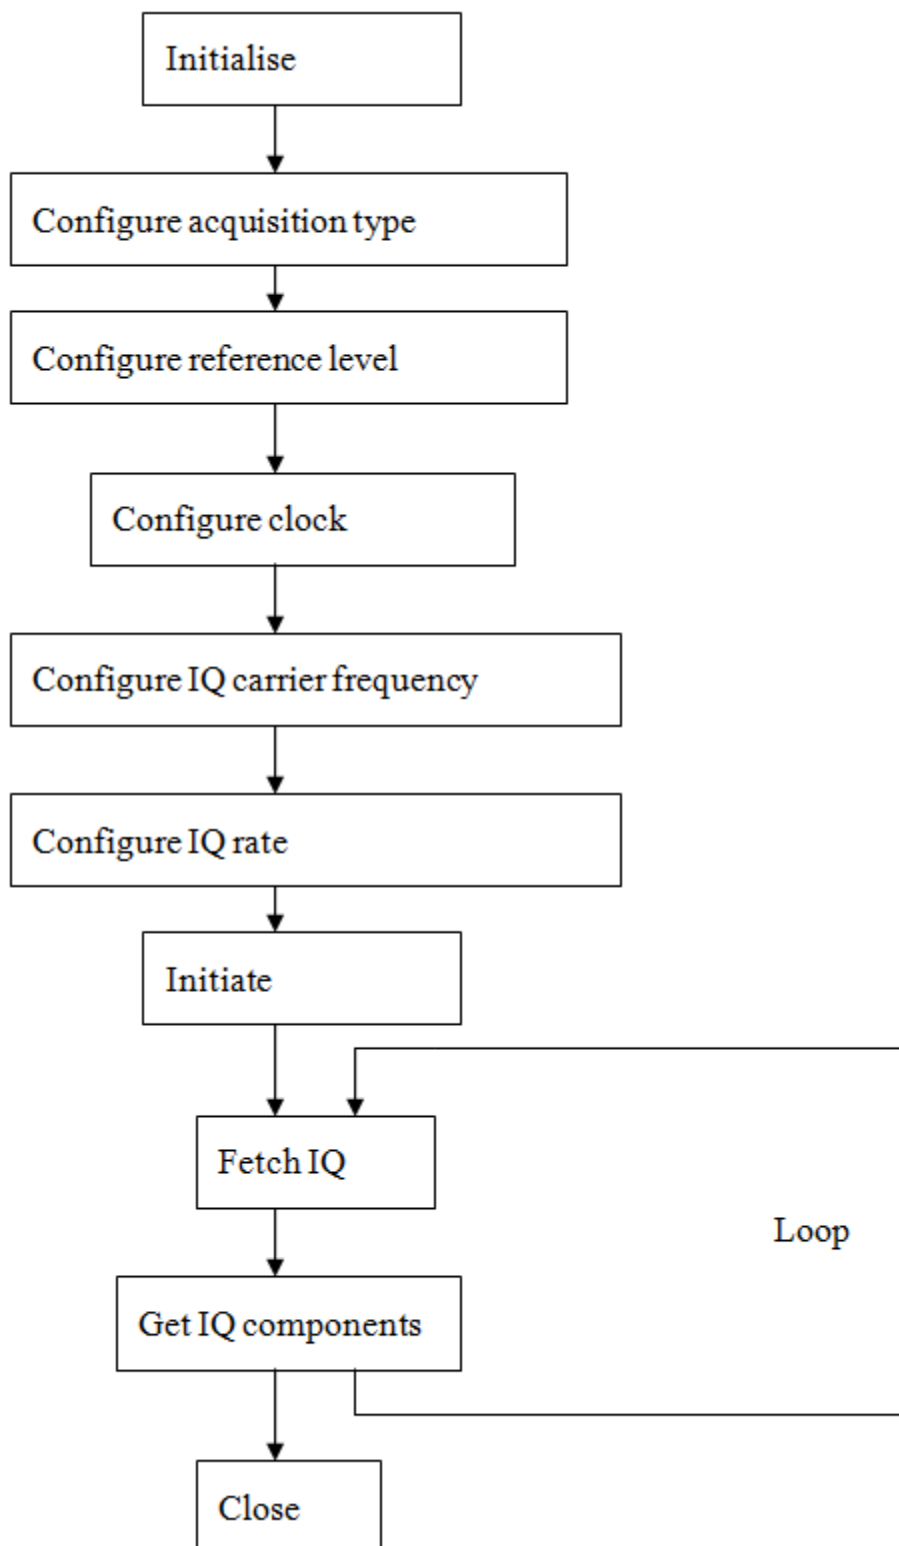 Initialise
Configure acquisition type
Configure reference level
Configure clock
Configure IQ carrier frequency
Configure IQ rate
Initiate
Fetch IQ
Loop
Get IQ components
Close